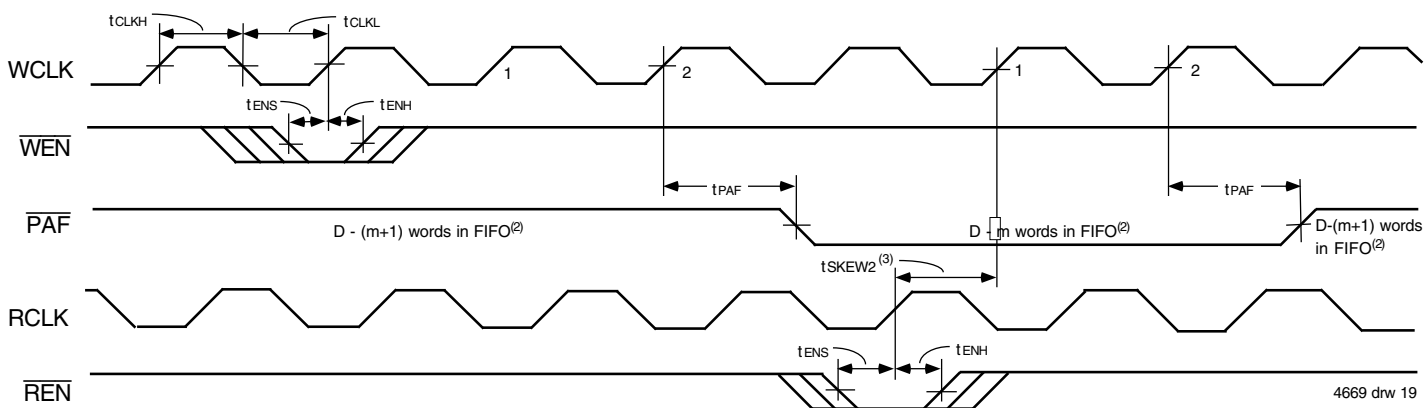 tCLKH
tCLKL
WCLK
1
2
1
2
tENS
tENH
WEN
tPAF
tPAF
PAF
D - (m+1) words in FIFO(2)
D - m words in FIFO(2)
D-(m+1) words
in FIFO(2)
tSKEW2(3)
RCLK
tENS
tENH
REN
4669 drw 19